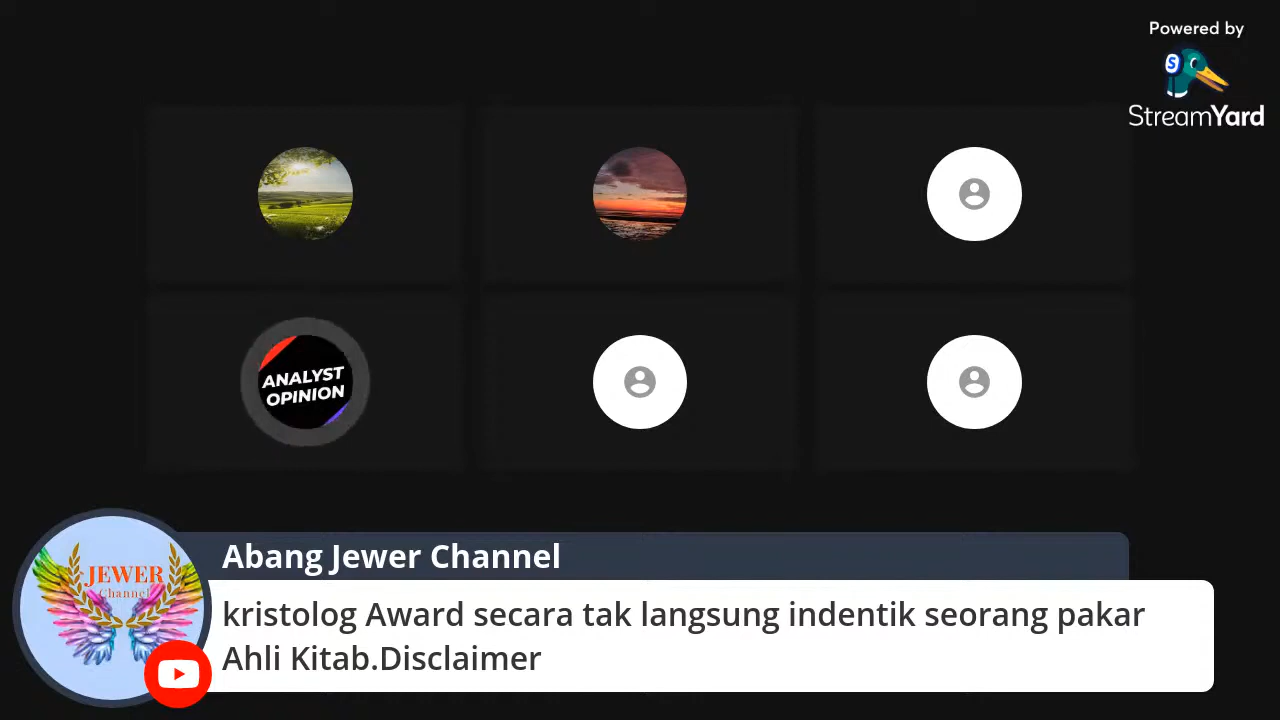 Powered by
StreamYard
ANALYST
OPINION
Abang Jewer Channel
JEWER
Channel
kristolog Award secara tak langsung indentik seorang pakar
Ahli Kitab.Disclaimer